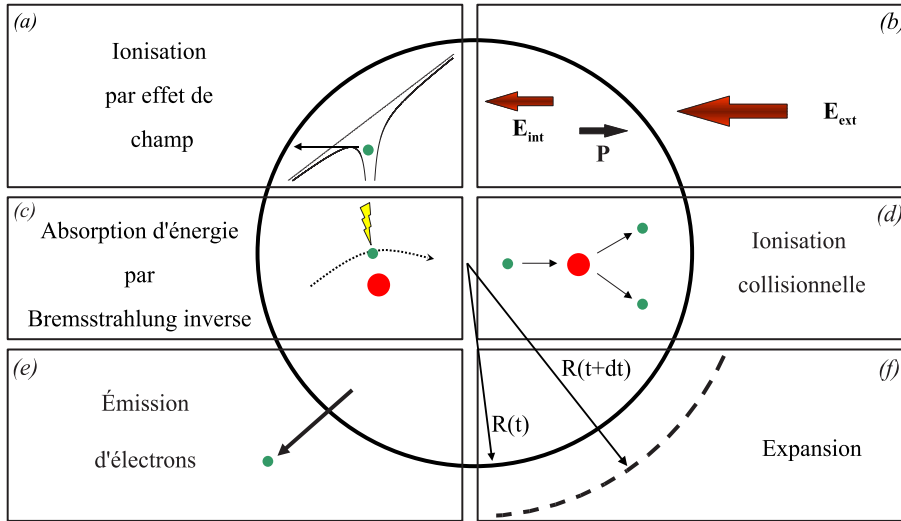 (a)
Ionisation
par effet de
champ
(b)
E_int
P
E_ext
(c)
Absorption d'énergie
par
Bremsstrahlung inverse
(d)
Ionisation
collisionnelle
(e)
Émission
d'électrons
R(t)
R(t+dt)
(f)
Expansion